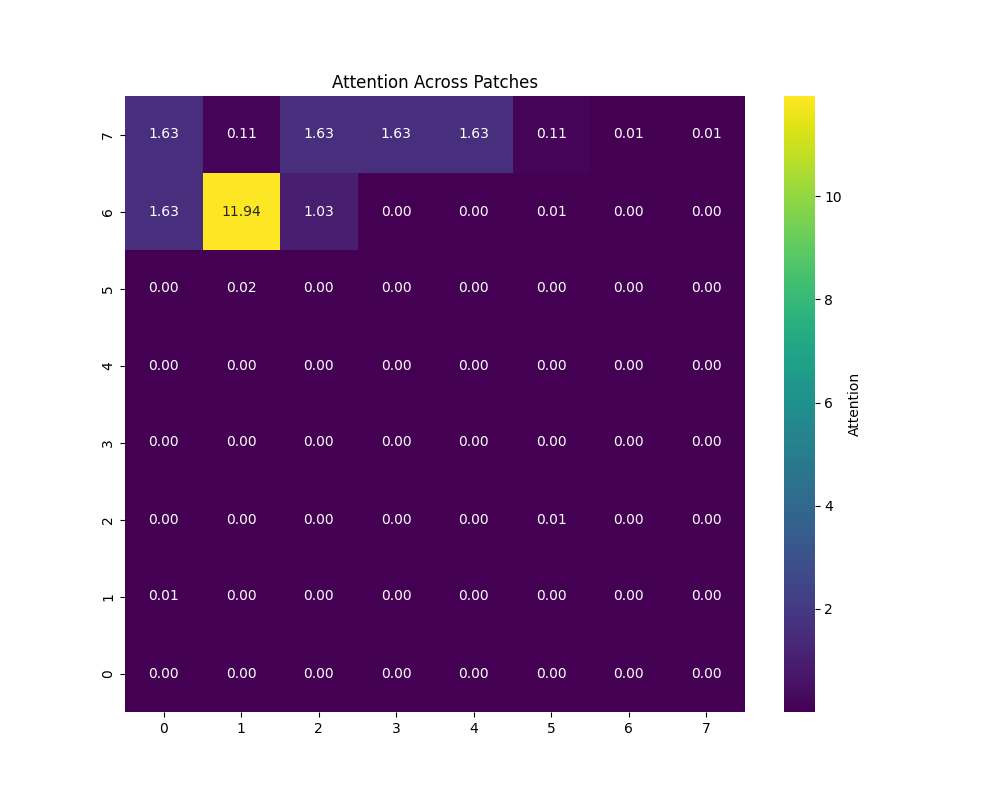 Attention Across Patches
7 1.63 0.11 1.63 1.63 1.63 0.11 0.01 0.01
6 1.63 11.94 1.03 0.00 0.00 0.01 0.00 0.00
5 0.00 0.02 0.00 0.00 0.00 0.00 0.00 0.00
4 0.00 0.00 0.00 0.00 0.00 0.00 0.00 0.00
3 0.00 0.00 0.00 0.00 0.00 0.00 0.00 0.00
2 0.00 0.00 0.00 0.00 0.00 0.01 0.00 0.00
1 0.01 0.00 0.00 0.00 0.00 0.00 0.00 0.00
0 0.00 0.00 0.00 0.00 0.00 0.00 0.00 0.00
0 1 2 3 4 5 6 7
10
8
6
4
2
Attention